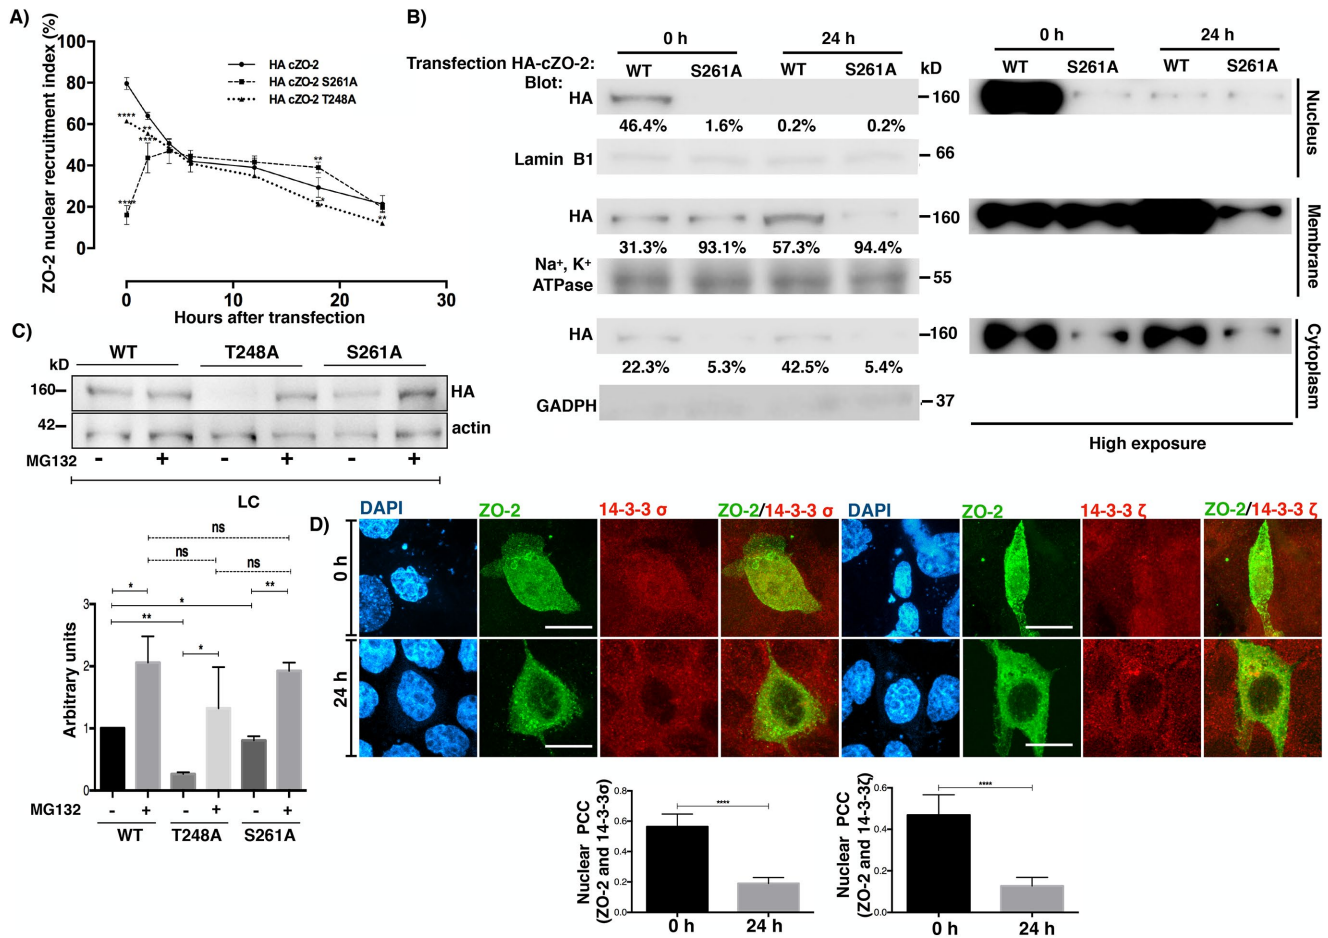 A)
ZO-2 nuclear recruitment index (%)
100
80
60
40
20
0
HA cZO-2
HA cZO-2 S261A
HA cZO-2 T248A
****
**
****
****
**
*
**
0 10 20 30
Hours after transfection
B)
0 h 24 h 0 h 24 h
Transfection HA-cZO-2: WT S261A WT S261A kD WT S261A WT S261A
Blot:
HA 160
46.4% 1.6% 0.2% 0.2%
Lamin B1 66
Nucleus
HA 160
31.3% 93.1% 57.3% 94.4%
Na+, K+
ATPase 55
Membrane
HA 160
22.3% 5.3% 42.5% 5.4%
GADPH 37
Cytoplasm
High exposure
C)
WT T248A S261A
kD
160 HA
42 actin
MG132 - + - + - +
LC
ns
ns ns
* **
*
**
*
Arbitrary units
3
2
1
0
MG132 - + - + - +
WT T248A S261A
D)
DAPI ZO-2 14-3-3 σ ZO-2/14-3-3 σ DAPI ZO-2 14-3-3 ζ ZO-2/14-3-3 ζ
0 h
24 h
Nuclear PCC
(ZO-2 and 14-3-3σ)
0.8
0.6
0.4
0.2
0.0
****
0 h 24 h
Nuclear PCC
(ZO-2 and 14-3-3ζ)
0.6
0.4
0.2
0.0
****
0 h 24 h